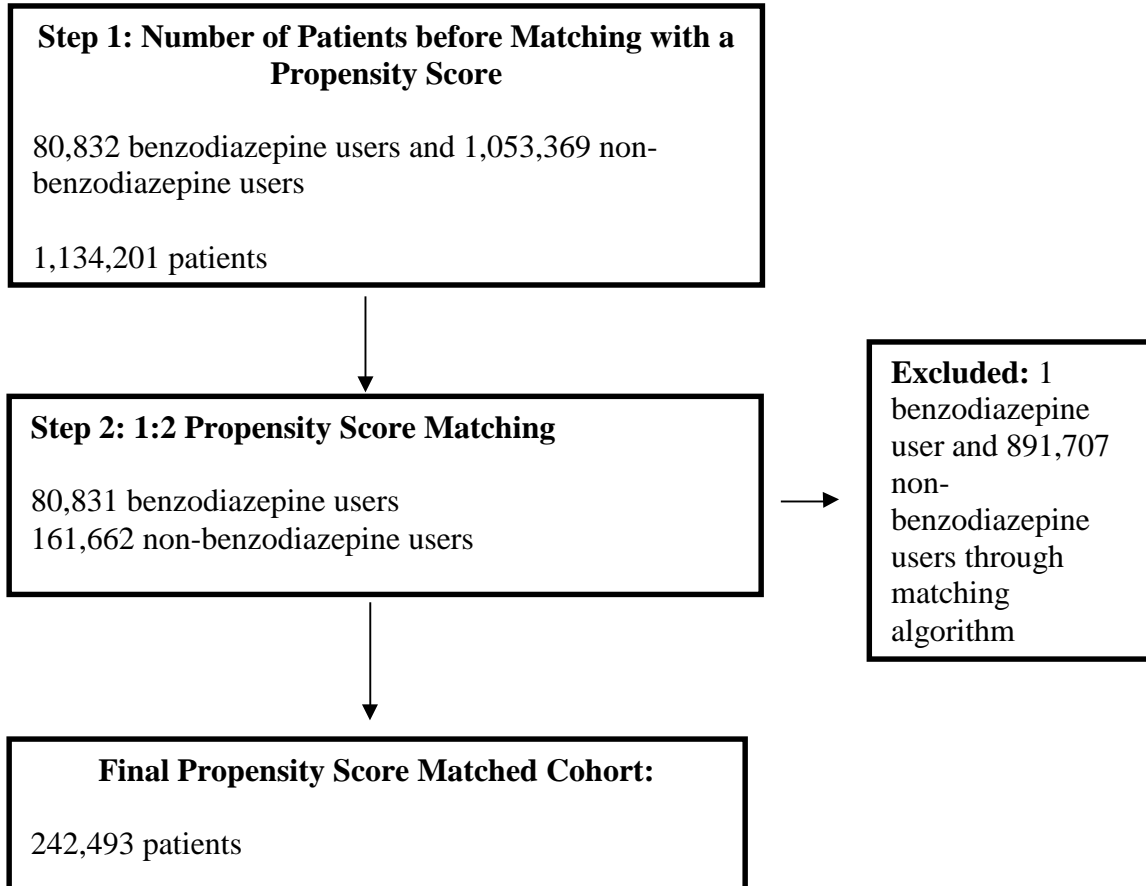 Step 1: Number of Patients before Matching with a
Propensity Score
80,832 benzodiazepine users and 1,053,369 non-
benzodiazepine users
1,134,201 patients
Step 2: 1:2 Propensity Score Matching
80,831 benzodiazepine users
161,662 non-benzodiazepine users
Excluded: 1
benzodiazepine
user and 891,707
non-
benzodiazepine
users through
matching
algorithm
Final Propensity Score Matched Cohort:
242,493 patients